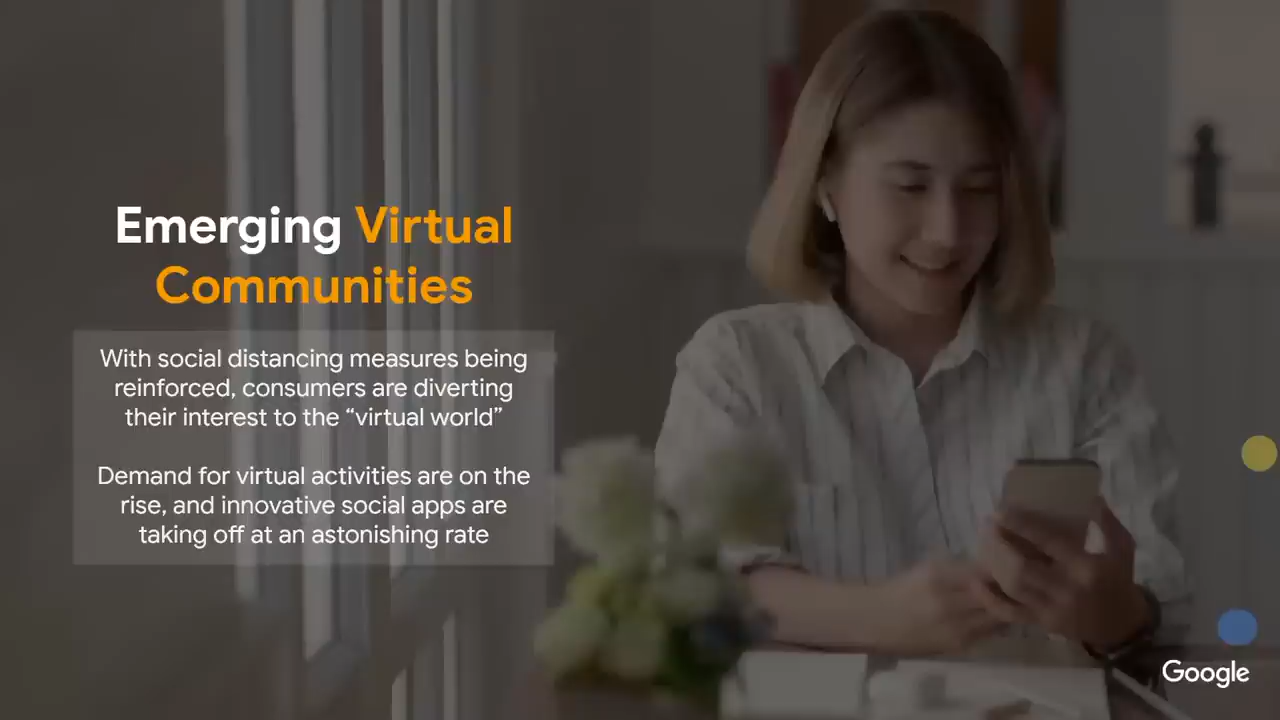 Emerging Virtual
Communities
With social distancing measures being
reinforced, consumers are diverting
their interest to the “virtual world”
Demand for virtual activities are on the
rise, and innovative social apps are
taking off at an astonishing rate
Google